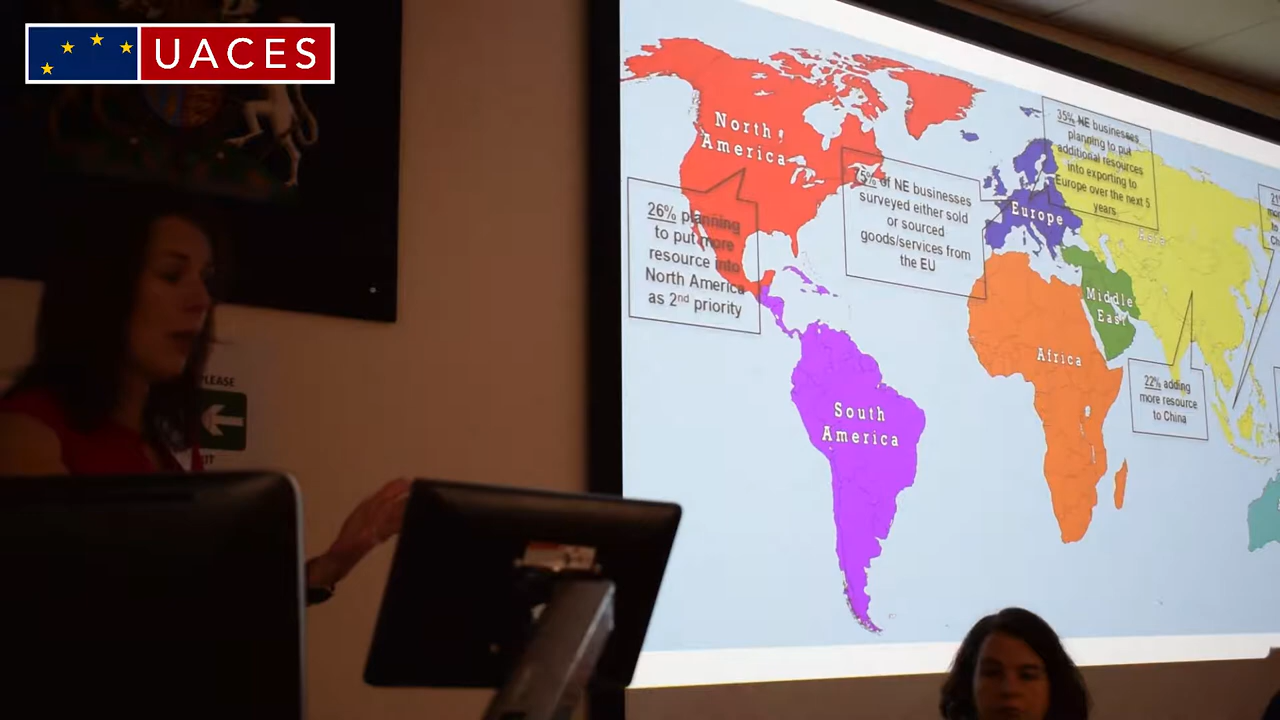 UACES
North
America
26% planning
to put more
resource into
North America
as 2nd priority
75% of NE businesses
surveyed either sold
or sourced
goods/services from
the EU
35% NE businesses
planning to put
additional resources
into exporting to
Europe over the next 5
years
Europe
Asia
Middle
East
Africa
22% adding
more resource
to China
South
America
PLEASE